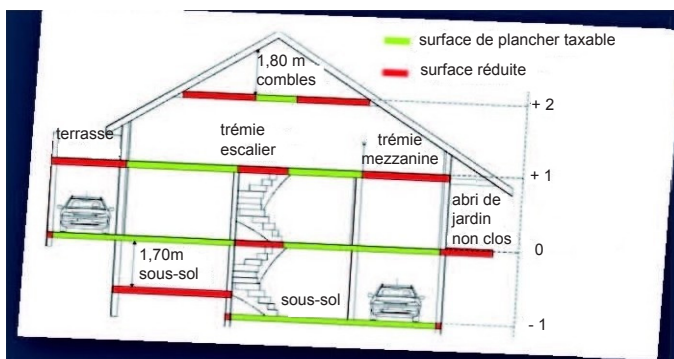 surface de plancher taxable
surface réduite
1,80 m
combles
+ 2
terrasse
trémie
escalier
trémie
mezzanine
+ 1
abri de
jardin
non clos
0
1,70m
sous-sol
sous-sol
- 1